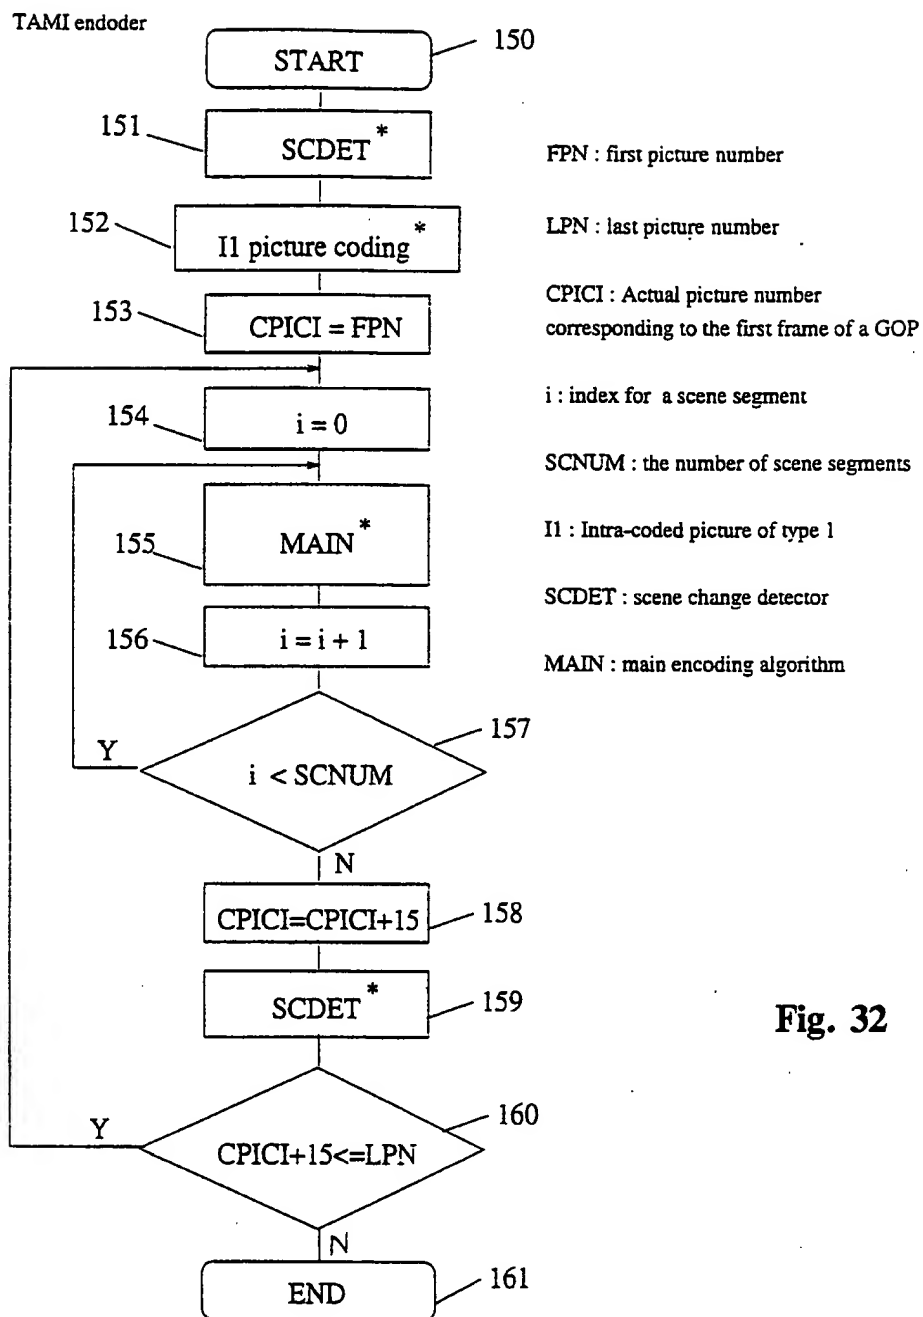 TAMI endoder
START
150
151
SCDET*
152
I1 picture coding*
153
CPICI = FPN
154
i = 0
155
MAIN*
156
i = i + 1
157
Y
i < SCNUM
N
CPICI=CPICI+15
158
SCDET*
159
160
Y
CPICI+15<=LPN
N
END
161
FPN : first picture number
LPN : last picture number
CPICI : Actual picture number
corresponding to the first frame of a GOP
i : index for a scene segment
SCNUM : the number of scene segments
I1 : Intra-coded picture of type 1
SCDET : scene change detector
MAIN : main encoding algorithm
Fig. 32